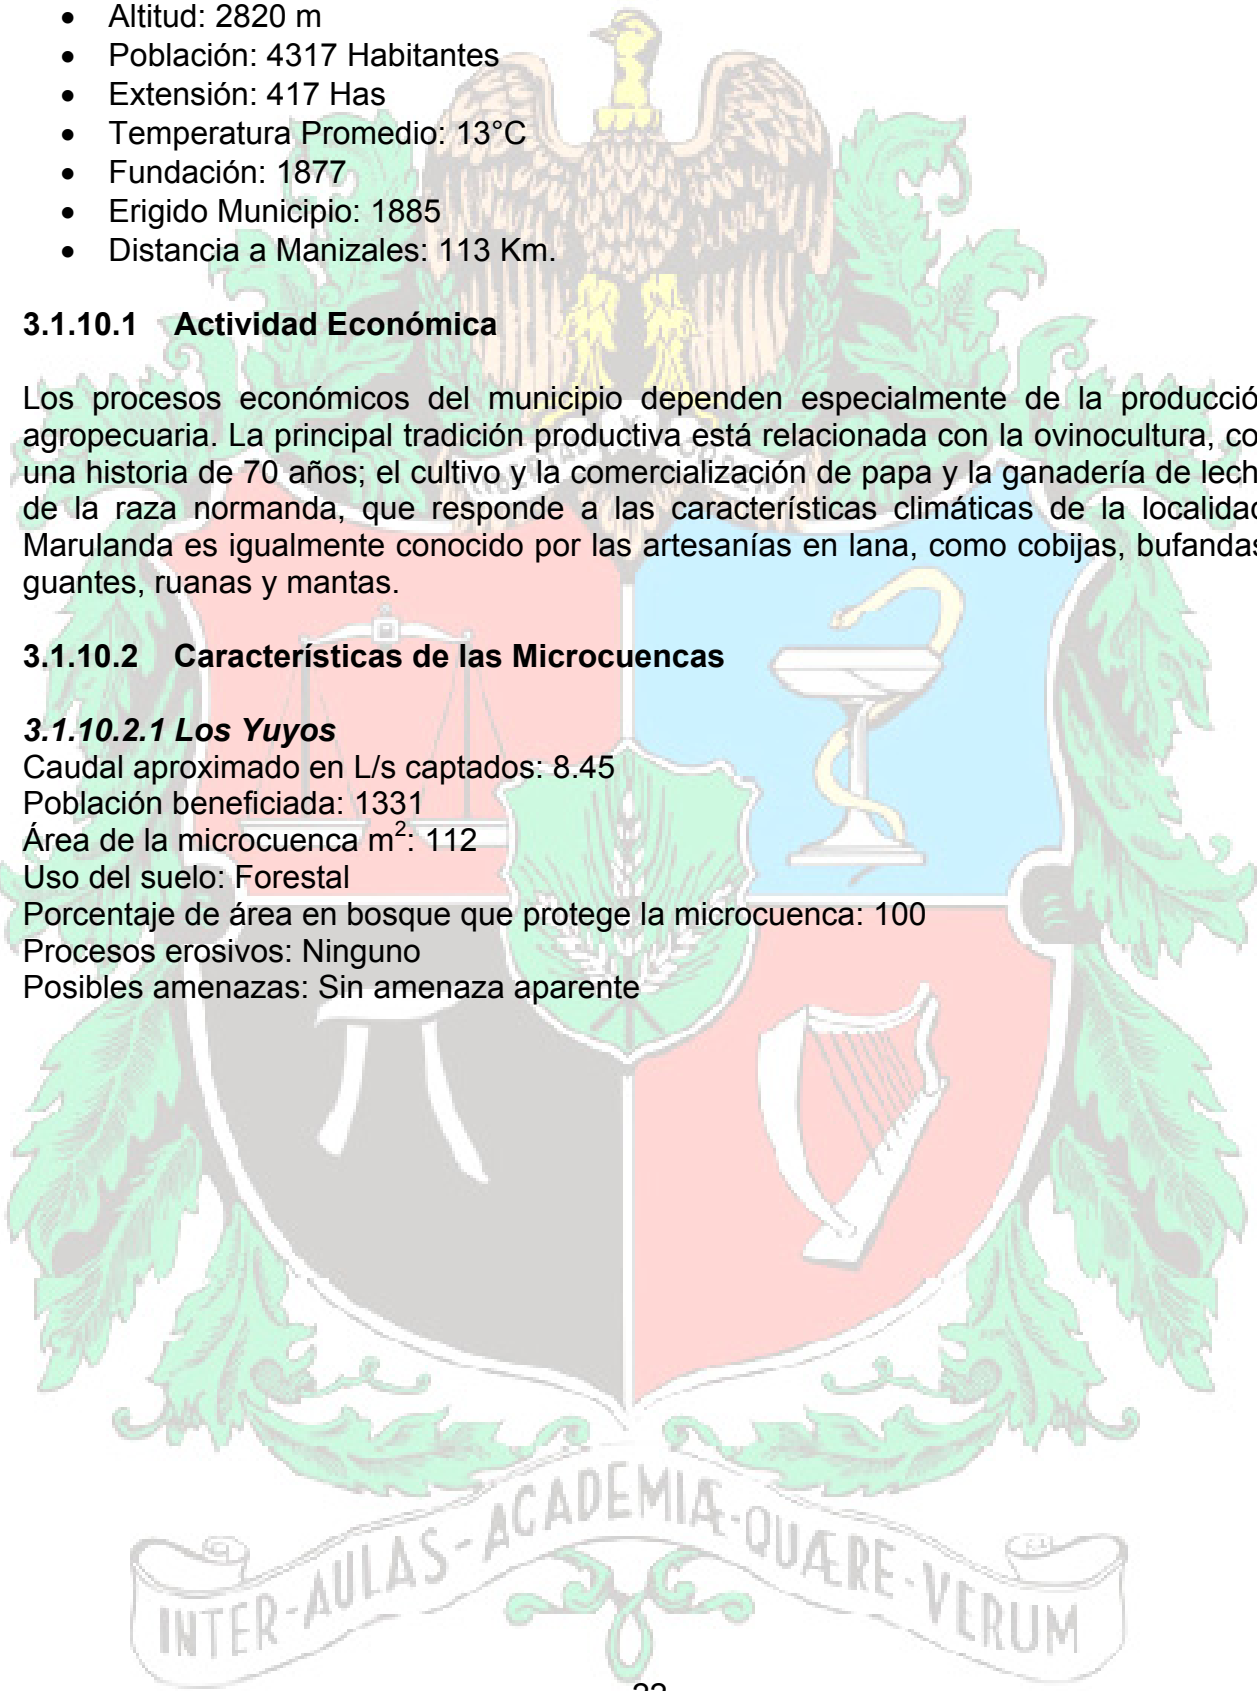 • Altitud: 2820 m
• Población: 4317 Habitantes
• Extensión: 417 Has
• Temperatura Promedio: 13°C
• Fundación: 1877
• Erigido Municipio: 1885
• Distancia a Manizales: 113 Km.
3.1.10.1 Actividad Económica
Los procesos económicos del municipio dependen especialmente de la producció
agropecuaria. La principal tradición productiva está relacionada con la ovinocultura, co
una historia de 70 años; el cultivo y la comercialización de papa y la ganadería de lech
de la raza normanda, que responde a las características climáticas de la localidad
Marulanda es igualmente conocido por las artesanías en lana, como cobijas, bufandas
guantes, ruanas y mantas.
3.1.10.2 Características de las Microcuencas
3.1.10.2.1 Los Yuyos
Caudal aproximado en L/s captados: 8.45
Población beneficiada: 1331
Área de la microcuenca m²: 112
Uso del suelo: Forestal
Porcentaje de área en bosque que protege la microcuenca: 100
Procesos erosivos: Ninguno
Posibles amenazas: Sin amenaza aparente
INTER-AULAS-ACADEMIÆ-QUÆRE-VERUM